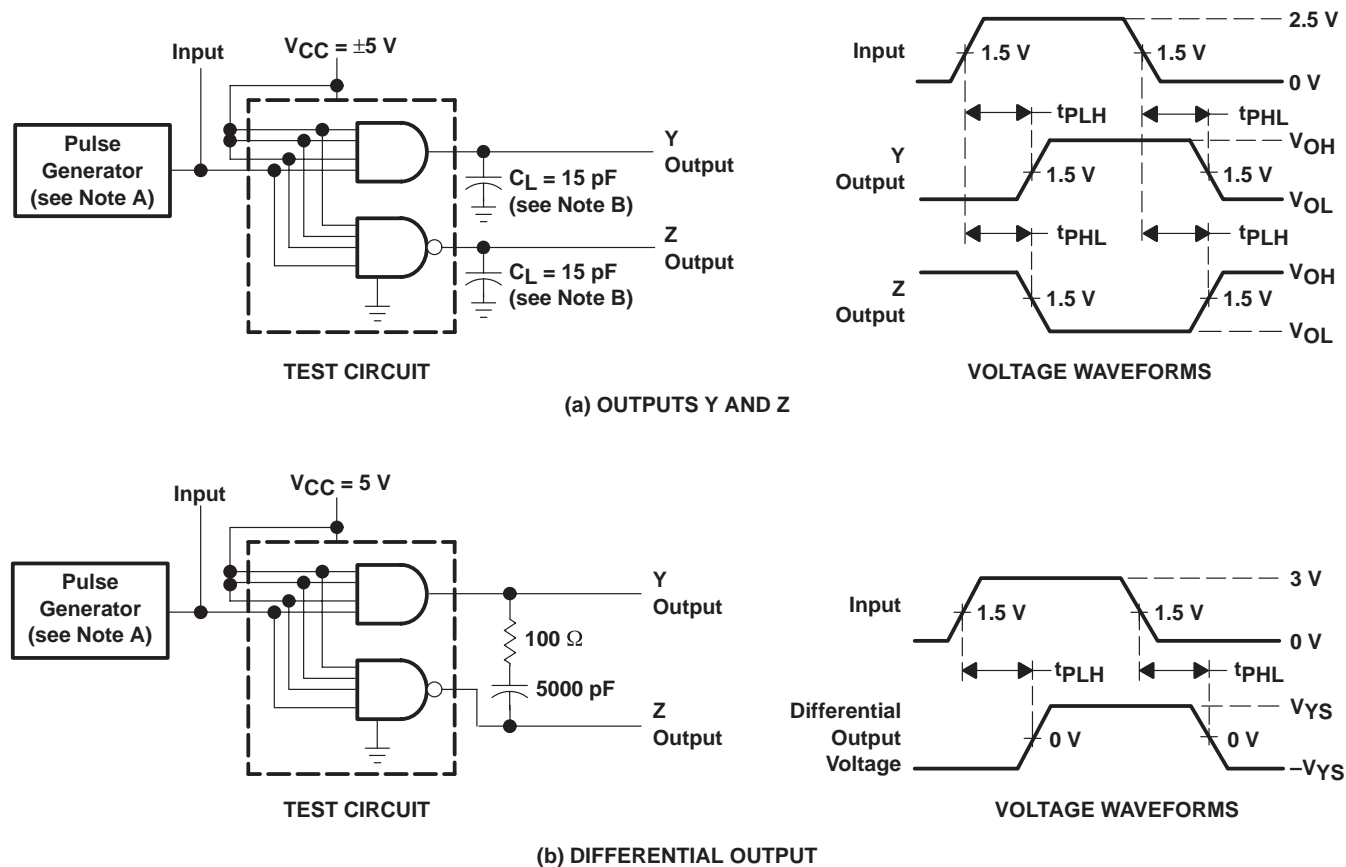 VCC = ±5 V
Input
Pulse
Generator
(see Note A)
Y
Output
CL = 15 pF
(see Note B)
Z
Output
CL = 15 pF
(see Note B)
TEST CIRCUIT
Input
2.5 V
1.5 V
1.5 V
0 V
tPLH
tPHL
Y
Output
VOH
1.5 V
1.5 V
VOL
tPHL
tPLH
Z
Output
VOH
1.5 V
1.5 V
VOL
VOLTAGE WAVEFORMS
(a) OUTPUTS Y AND Z
VCC = 5 V
Input
Pulse
Generator
(see Note A)
Y
Output
100 Ω
5000 pF
Z
Output
TEST CIRCUIT
Input
3 V
1.5 V
1.5 V
0 V
tPLH
tPHL
Differential
Output
Voltage
VYS
0 V
0 V
–VYS
VOLTAGE WAVEFORMS
(b) DIFFERENTIAL OUTPUT